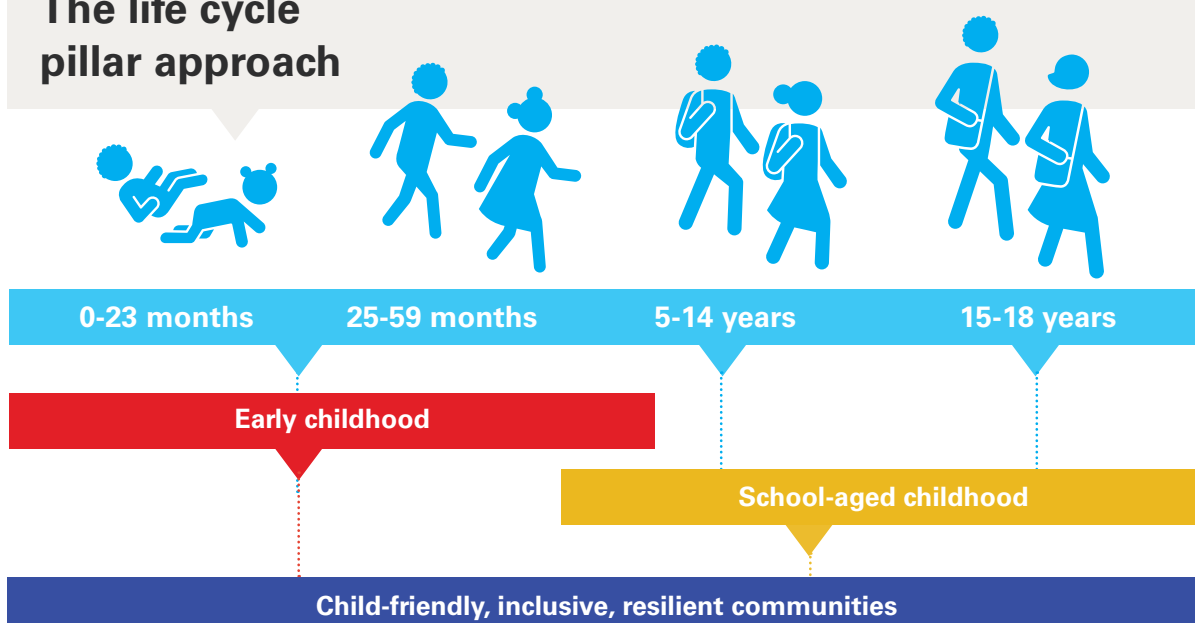 The life cycle
pillar approach
0-23 months
25-59 months
5-14 years
15-18 years
Early childhood
School-aged childhood
Child-friendly, inclusive, resilient communities